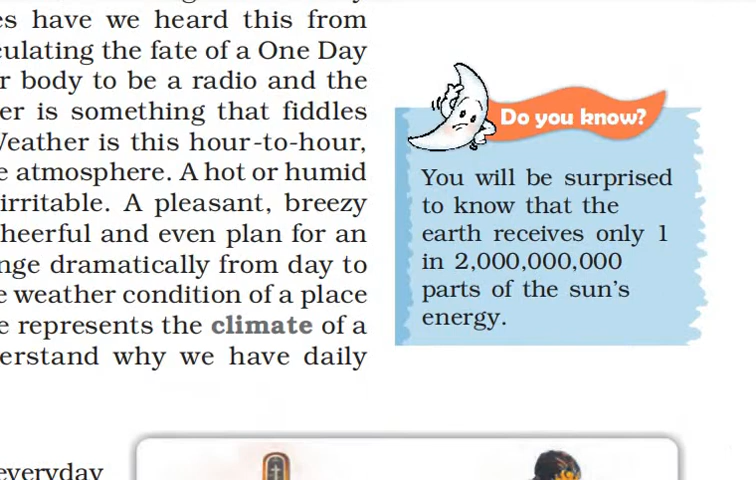 es have we heard this from
culating the fate of a One Day
r body to be a radio and the
er is something that fiddles
Weather is this hour-to-hour,
e atmosphere. A hot or humid
irritable. A pleasant, breezy
heerful and even plan for an
nge dramatically from day to
e weather condition of a place
e represents the climate of a
erstand why we have daily
everyday
Do you know?
You will be surprised
to know that the
earth receives only 1
in 2,000,000,000
parts of the sun's
energy.